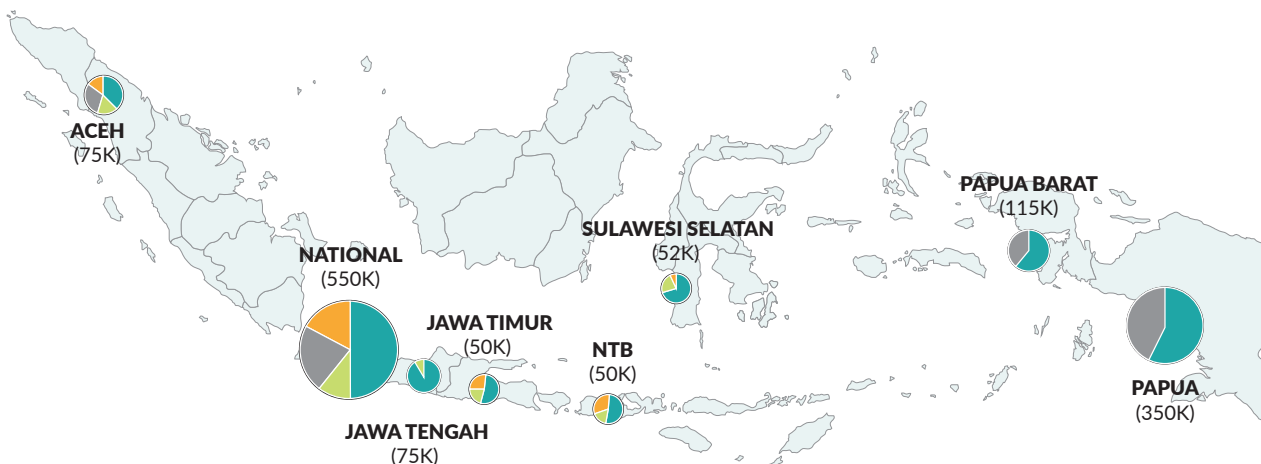 ACEH
(75K)
NATIONAL
(550K)
JAWA TENGAH
(75K)
JAWA TIMUR
(50K)
NTB
(50K)
SULAWESI SELATAN
(52K)
PAPUA BARAT
(115K)
PAPUA
(350K)